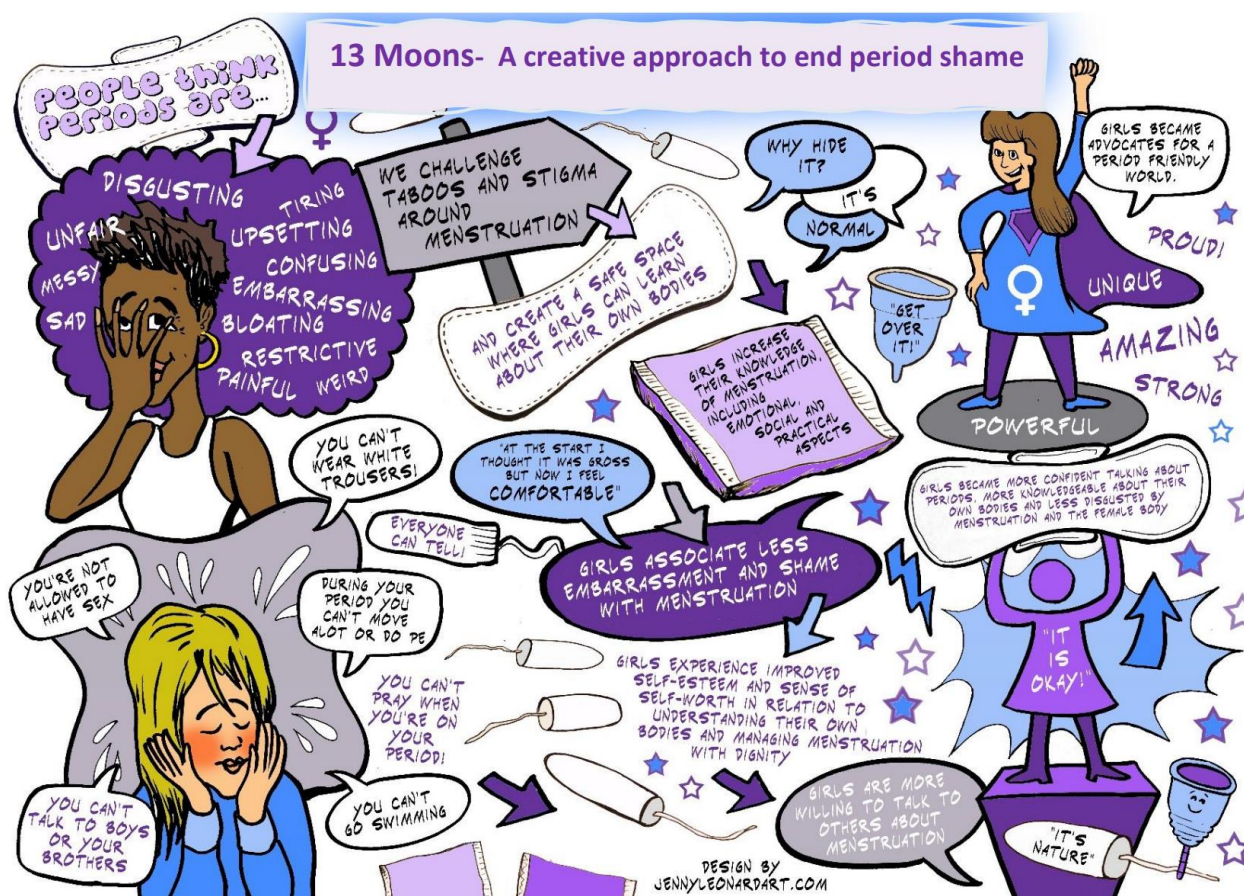 13 Moons- A creative approach to end period shame
PEOPLE THINK
PERIODS ARE...
DISGUSTING
TIRING
UNFAIR
UPSETTING
MESSY
CONFUSING
EMBARRASSING
SAD
BLOATING
RESTRICTIVE
PAINFUL
WEIRD
WE CHALLENGE
TABOOS AND STIGMA
AROUND
MENSTRUATION
AND CREATE A SAFE SPACE
WHERE GIRLS CAN LEARN
ABOUT THEIR OWN BODIES
WHY HIDE
IT?
IT'S
NORMAL
"GET
OVER
IT!"
GIRLS BECAME
ADVOCATES FOR A
PERIOD FRIENDLY
WORLD.
PROUD!
UNIQUE
AMAZING
STRONG
POWERFUL
GIRLS INCREASE
THEIR KNOWLEDGE
OF MENSTRUATION,
INCLUDING
EMOTIONAL,
SOCIAL AND
PRACTICAL
ASPECTS
YOU CAN'T
WEAR WHITE
TROUSERS!
"AT THE START I
THOUGHT IT WAS GROSS
BUT NOW I FEEL
COMFORTABLE"
EVERYONE
CAN TELL!
GIRLS ASSOCIATE LESS
EMBARRASSMENT AND SHAME
WITH MENSTRUATION
GIRLS BECAME MORE CONFIDENT TALKING ABOUT
PERIODS, MORE KNOWLEDGEABLE ABOUT THEIR
OWN BODIES AND LESS DISGUSTED BY
MENSTRUATION AND THE FEMALE BODY
YOU'RE NOT
ALLOWED TO
HAVE SEX
DURING YOUR
PERIOD YOU
CAN'T MOVE
ALOT OR DO PE
YOU CAN'T
PRAY WHEN
YOU'RE ON
YOUR
PERIOD!
GIRLS EXPERIENCE IMPROVED
SELF-ESTEEM AND SENSE OF
SELF-WORTH IN RELATION TO
UNDERSTANDING THEIR OWN
BODIES AND MANAGING MENSTRUATION
WITH DIGNITY
"IT
IS
OKAY!"
YOU CAN'T
TALK TO BOYS
OR YOUR
BROTHERS
YOU CAN'T
GO SWIMMING
GIRLS ARE MORE
WILLING TO TALK TO
OTHERS ABOUT
MENSTRUATION
"IT'S
NATURE"
DESIGN BY
JENNYLEONARDART.COM